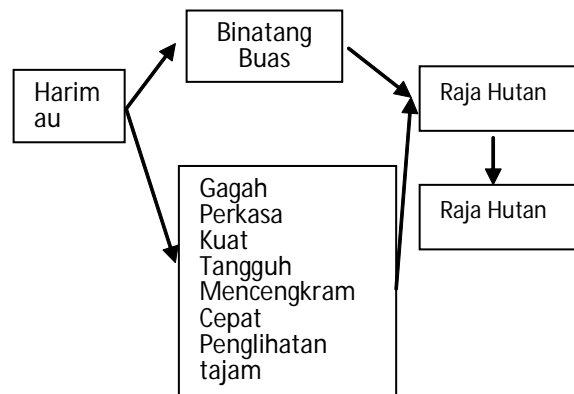 Harim
au
Binatang
Buas
Gagah
Perkasa
Kuat
Tangguh
Mencengkram
Cepat
Penglihatan
tajam
Raja Hutan
Raja Hutan